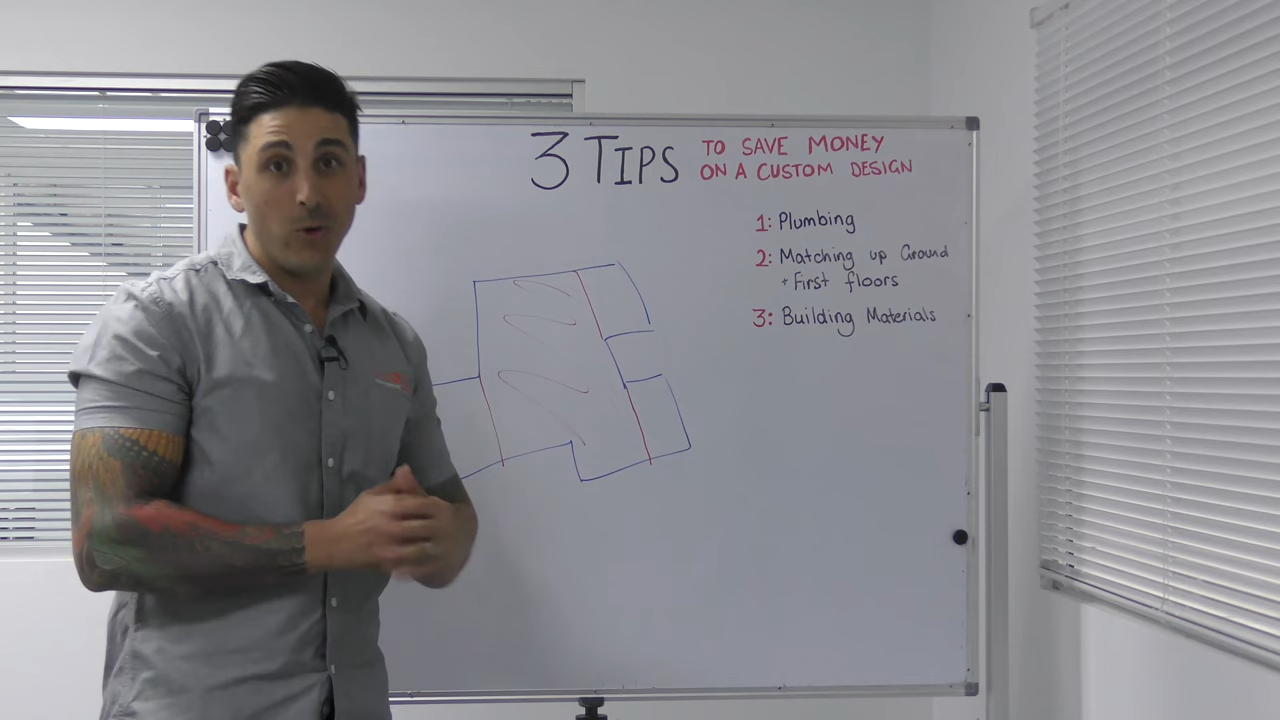 3 TIPS TO SAVE MONEY
ON A CUSTOM DESIGN
1: Plumbing
2: Matching up Ground
+ First floors
3: Building Materials